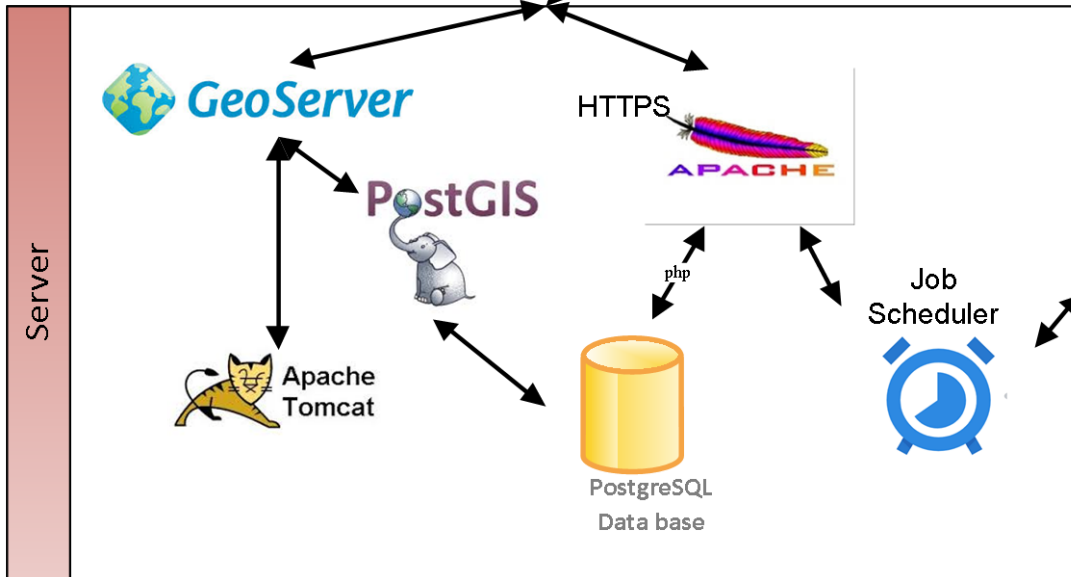 Server
GeoServer
HTTPS
APACHE
PostGIS
php
Job
Scheduler
Apache
Tomcat
PostgreSQL
Data base